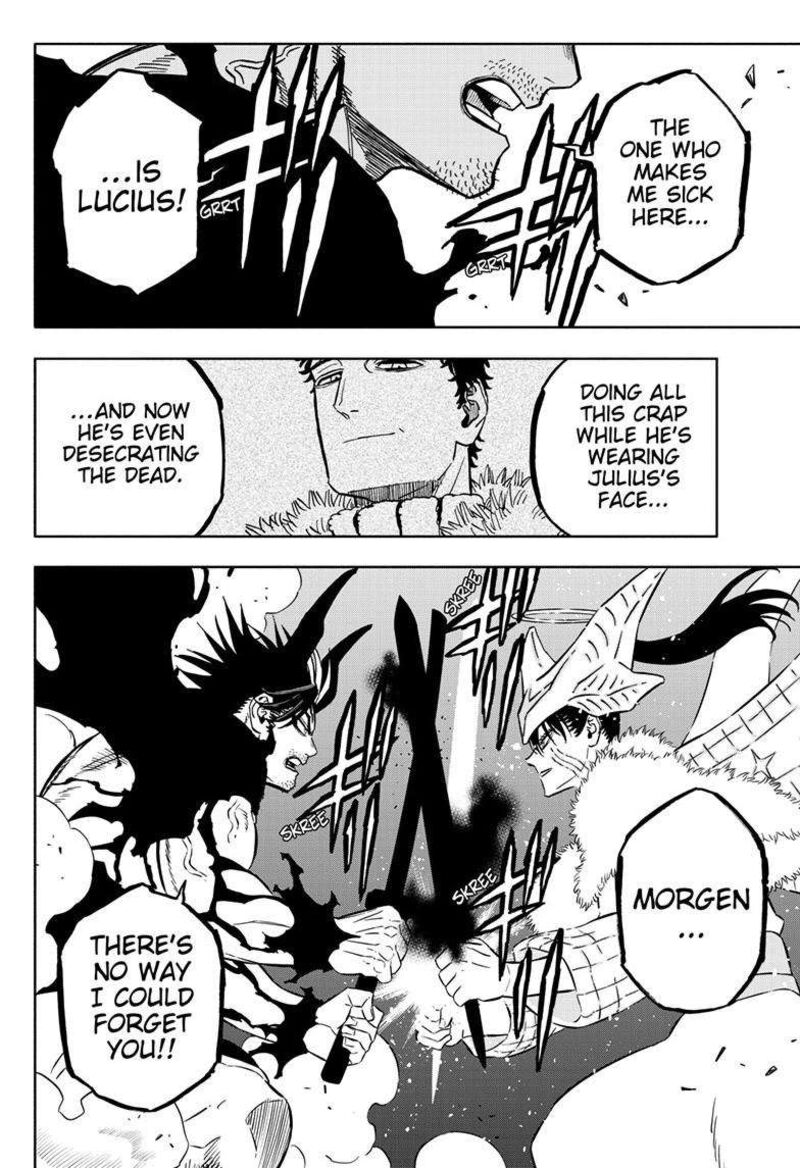 THE
ONE WHO
MAKES
ME SICK
HERE...
GRRT
...IS
LUCIUS!
GRRT
DOING ALL
THIS CRAP
WHILE HE'S
WEARING
JULIUS'S
FACE...
...AND NOW
HE'S EVEN
DESECRATING
THE DEAD.
SKREE
SKREE
SKREE
MORGEN
...
THERE'S
NO WAY
I COULD
FORGET
YOU!!